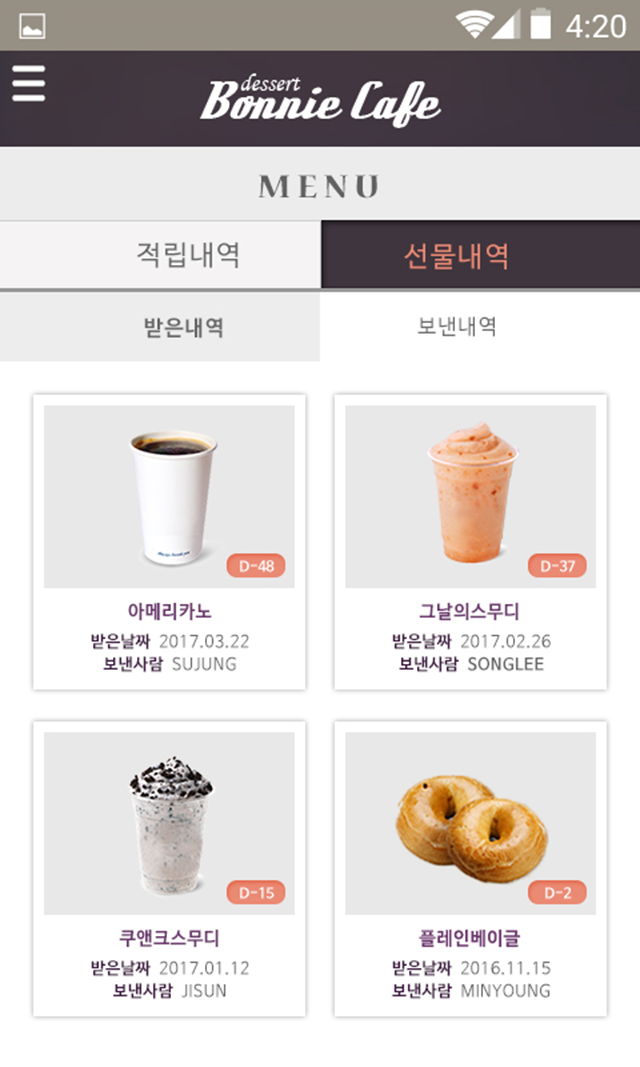 4:20
dessert
Bonnie Cafe
MENU
적립내역 선물내역
받은내역 보낸내역
D-48
아메리카노
받은날짜 2017.03.22
보낸사람 SUJUNG
D-37
그날의스무디
받은날짜 2017.02.26
보낸사람 SONGLEE
D-15
쿠앤크스무디
받은날짜 2017.01.12
보낸사람 JISUN
D-2
플레인베이글
받은날짜 2016.11.15
보낸사람 MINYOUNG